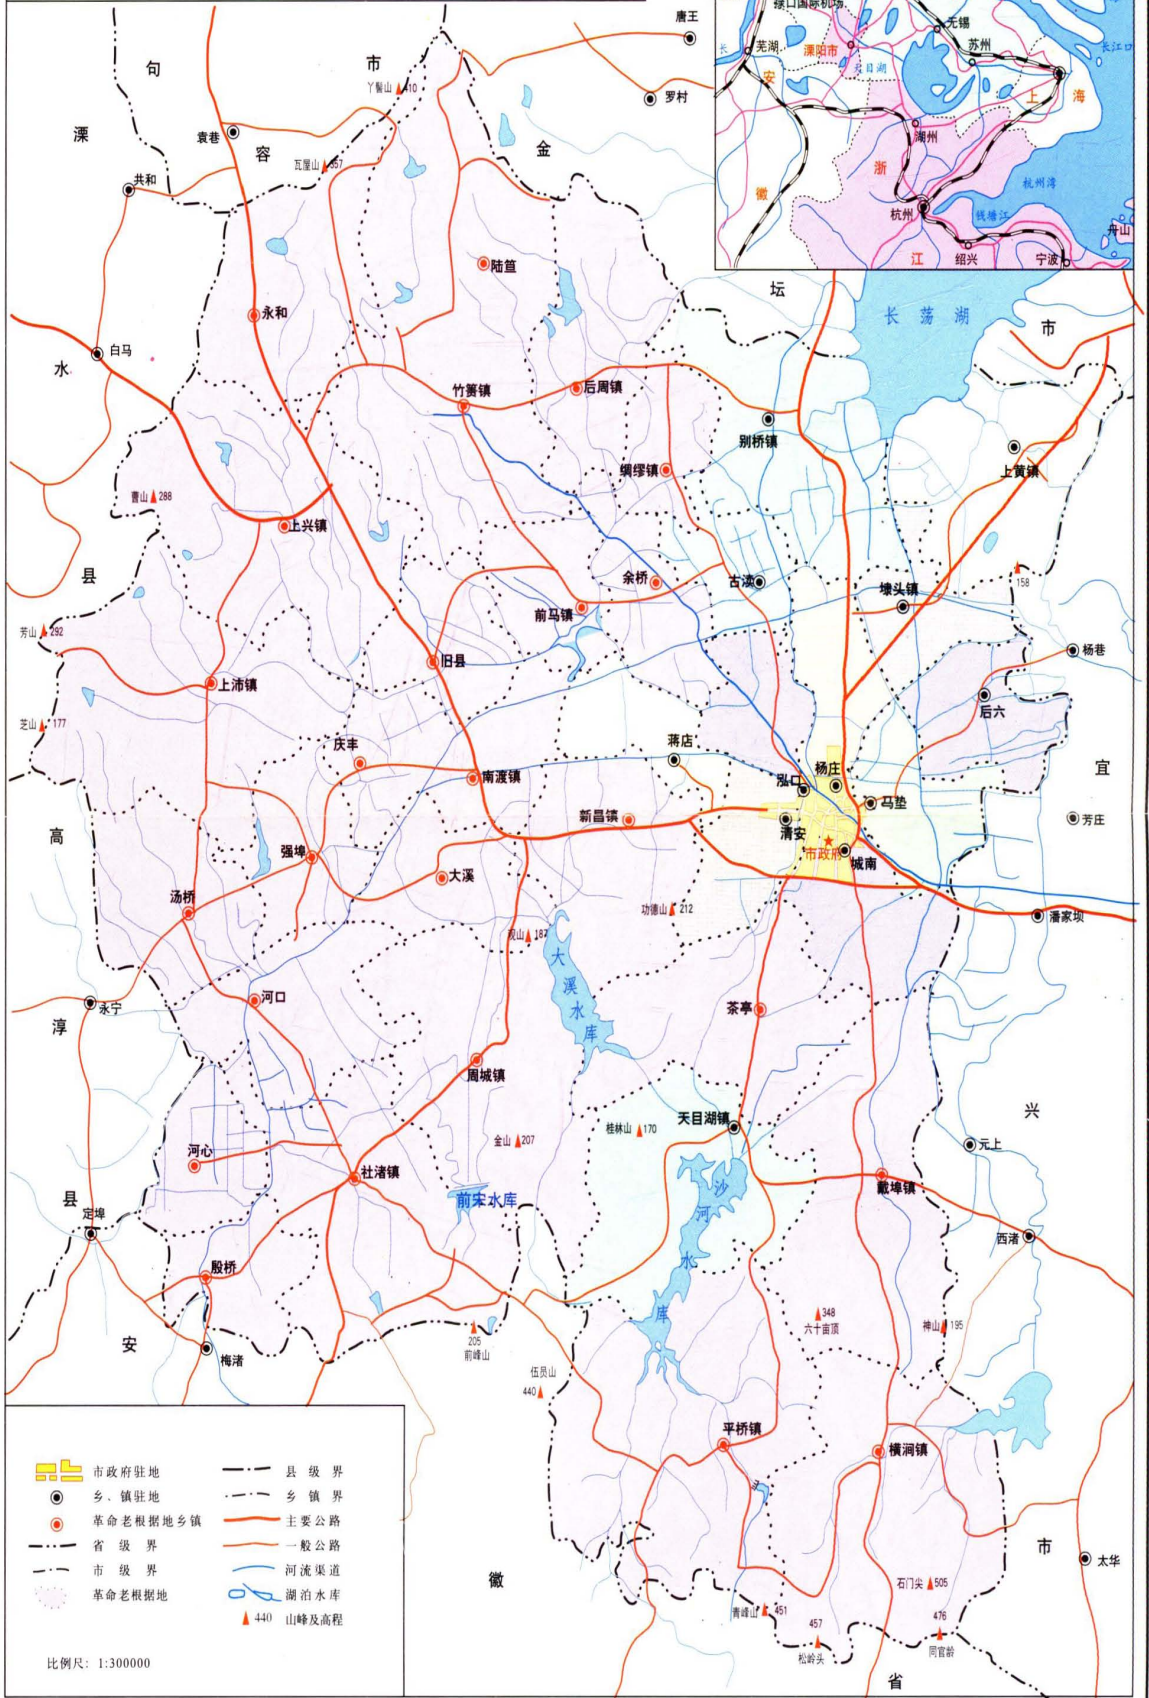 唐王
句
市
丫髻山 410
罗村
溧
袁巷
容
金
瓦屋山 357
共和
禄口国际机场
无锡
苏州
长江口
长
芜湖
溧阳市
天目湖
安
上
海
湖州
浙
徽
杭州湾
杭州
钱塘江
舟山
江
绍兴
宁波
陆笪
坛
永和
长荡湖
市
水
白马
竹箦镇
后周镇
别桥镇
绸缪镇
上黄镇
曹山 288
上兴镇
县
余桥
古渎
158
前马镇
埭头镇
芳山 292
旧县
杨巷
上沛镇
后六
芝山 177
庆丰
蒋店
南渡镇
泓口
杨庄
宜
马垫
新昌镇
清安
芳庄
高
强埠
市政府
城南
大溪
汤桥
功德山 212
潘家坝
观山 187
大溪水库
河口
永宁
茶亭
淳
周城镇
天目湖镇
兴
桂林山 170
金山 207
元上
河心
社渚镇
戴埠镇
县
前宋水库
沙河水库
定埠
西渚
殷桥
348
六十亩顶
神山 195
安
205
前峰山
梅渚
伍员山
440
平桥镇
横涧镇
市政府驻地
县级界
乡、镇驻地
乡镇界
革命老根据地乡镇
主要公路
省级界
一般公路
市级界
河流渠道
革命老根据地
湖泊水库
440 山峰及高程
比例尺：1:300000
徽
市
太华
石门尖 505
青峰山 451
457
松岭头
476
同官龄
省